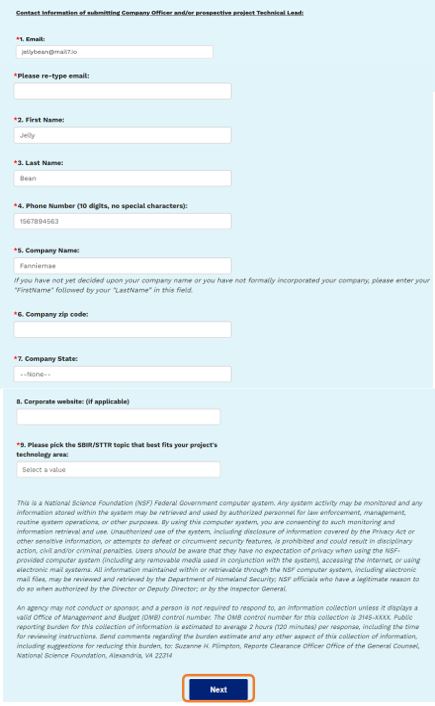 Contact Information of submitting Company Officer and/or prospective project Technical Lead:
*1. Email:
jellybean@mail7.io
*Please re-type email:
*2. First Name:
Jelly
*3. Last Name:
Bean
*4. Phone Number (10 digits, no special characters):
1567894563
*5. Company Name:
Fanniemae
If you have not yet decided upon your company name or you have not formally incorporated your company, please enter your
"FirstName" followed by your "LastName" in this field.
*6. Company zip code:
*7. Company State:
--None--
8. Corporate website: (if applicable)
*9. Please pick the SBIR/STTR topic that best fits your project's
technology area:
Select a value
This is a National Science Foundation (NSF) Federal Government computer system. Any system activity may be monitored and any
information stored within the system may be retrieved and used by authorized personnel for law enforcement, management,
routine system operations, or other purposes. By using this computer system, you are consenting to such monitoring and
information retrieval and use. Unauthorized use of the system, including disclosure of information covered by the Privacy Act or
other sensitive information, or attempts to defeat or circumvent security features, is prohibited and could result in disciplinary
action, civil and/or criminal penalties. Users should be aware that they have no expectation of privacy when using the NSF-
provided computer system (including any removable media used in conjunction with the system), accessing the Internet, or using
electronic mail systems. All information maintained within or retrievable through the NSF computer system, including electronic
mail files, may be reviewed and retrieved by the Department of Homeland Security; NSF officials who have a legitimate reason to
do so when authorized by the Director or Deputy Director; or by the Inspector General.
An agency may not conduct or sponsor, and a person is not required to respond to, an information collection unless it displays a
valid Office of Management and Budget (OMB) control number. The OMB control number for this collection is 3145-XXXX. Public
reporting burden for this collection of information is estimated to average 2 hours (120 minutes) per response, including the time
for reviewing instructions. Send comments regarding the burden estimate and any other aspect of this collection of information,
including suggestions for reducing this burden, to: Suzanne H. Plimpton, Reports Clearance Officer Office of the General Counsel,
National Science Foundation, Alexandria, VA 22314
Next